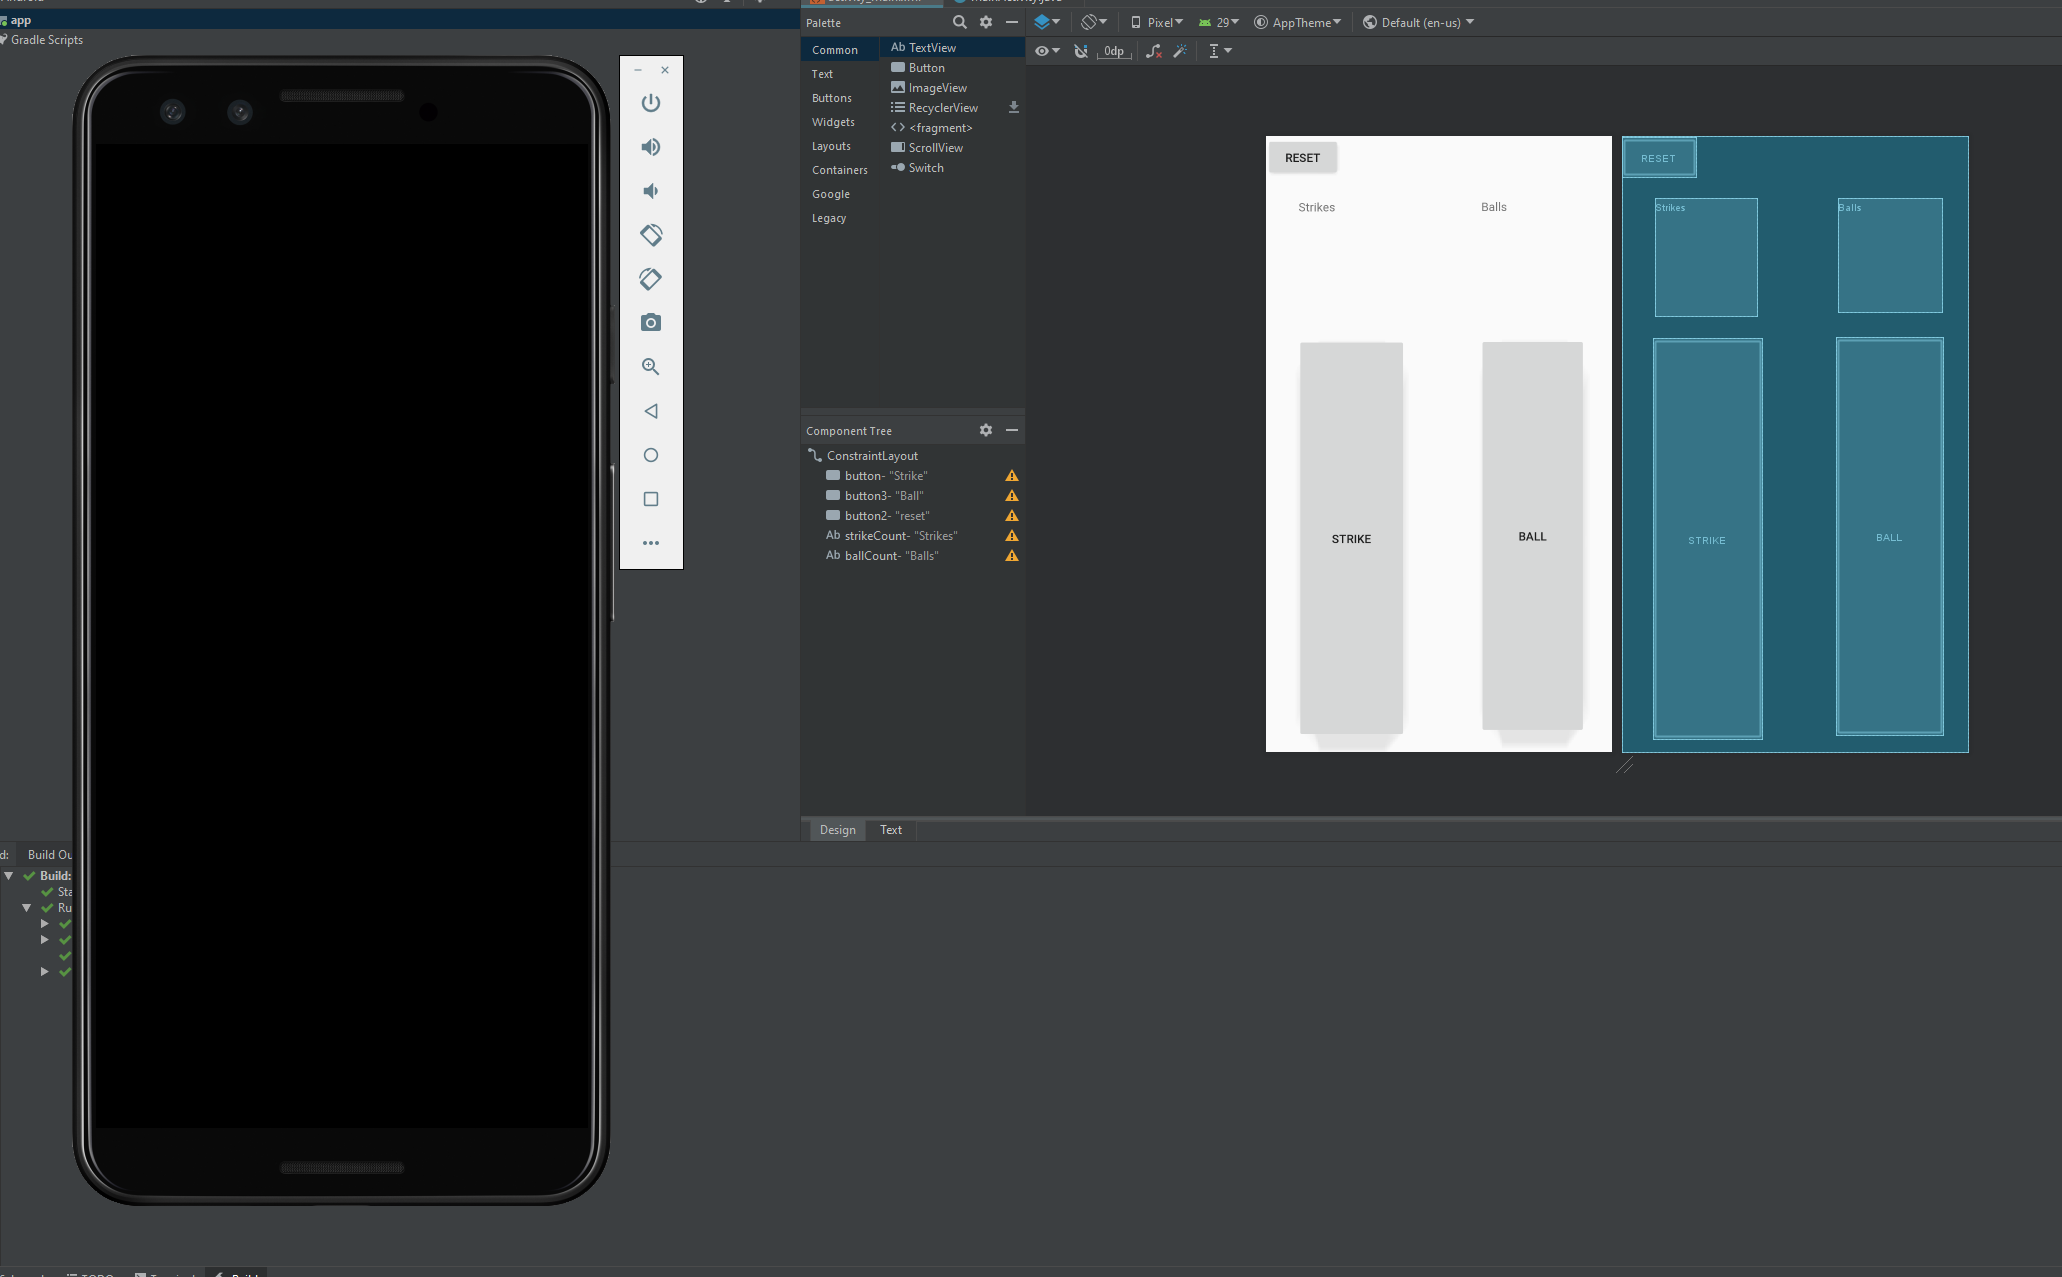 app
Gradle Scripts
Palette
Common
Text
Buttons
Widgets
Layouts
Containers
Google
Legacy
Ab TextView
Button
ImageView
RecyclerView
<fragment>
ScrollView
Switch
Pixel
29
AppTheme
Default (en-us)
0dp
Component Tree
ConstraintLayout
button- "Strike"
button3- "Ball"
button2- "reset"
Ab strikeCount- "Strikes"
Ab ballCount- "Balls"
RESET
Strikes
Balls
STRIKE
BALL
RESET
Strikes
Balls
STRIKE
BALL
Design
Text
d:
Build Ou
Build:
Sta
Ru